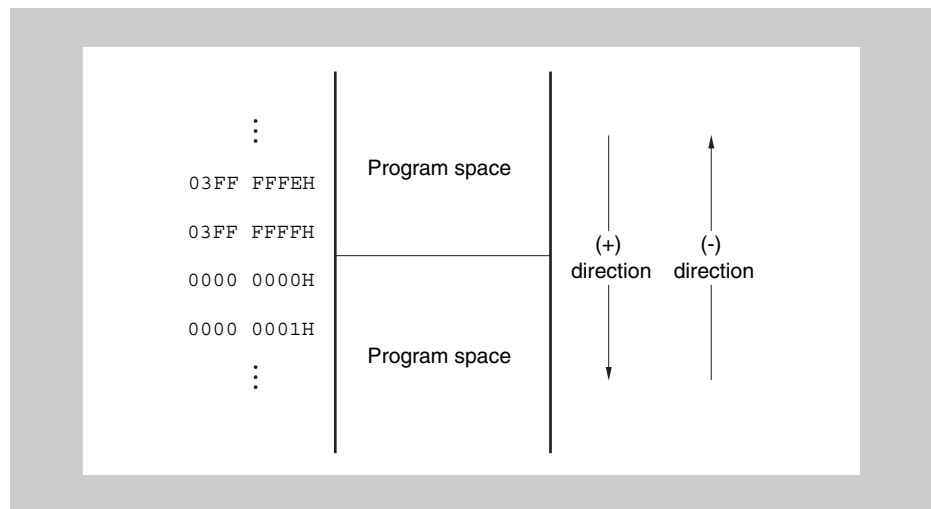 ⋮
03FF FFFEH
03FF FFFFH
0000 0000H
0000 0001H
⋮
Program space
Program space
(+)
direction
(-)
direction